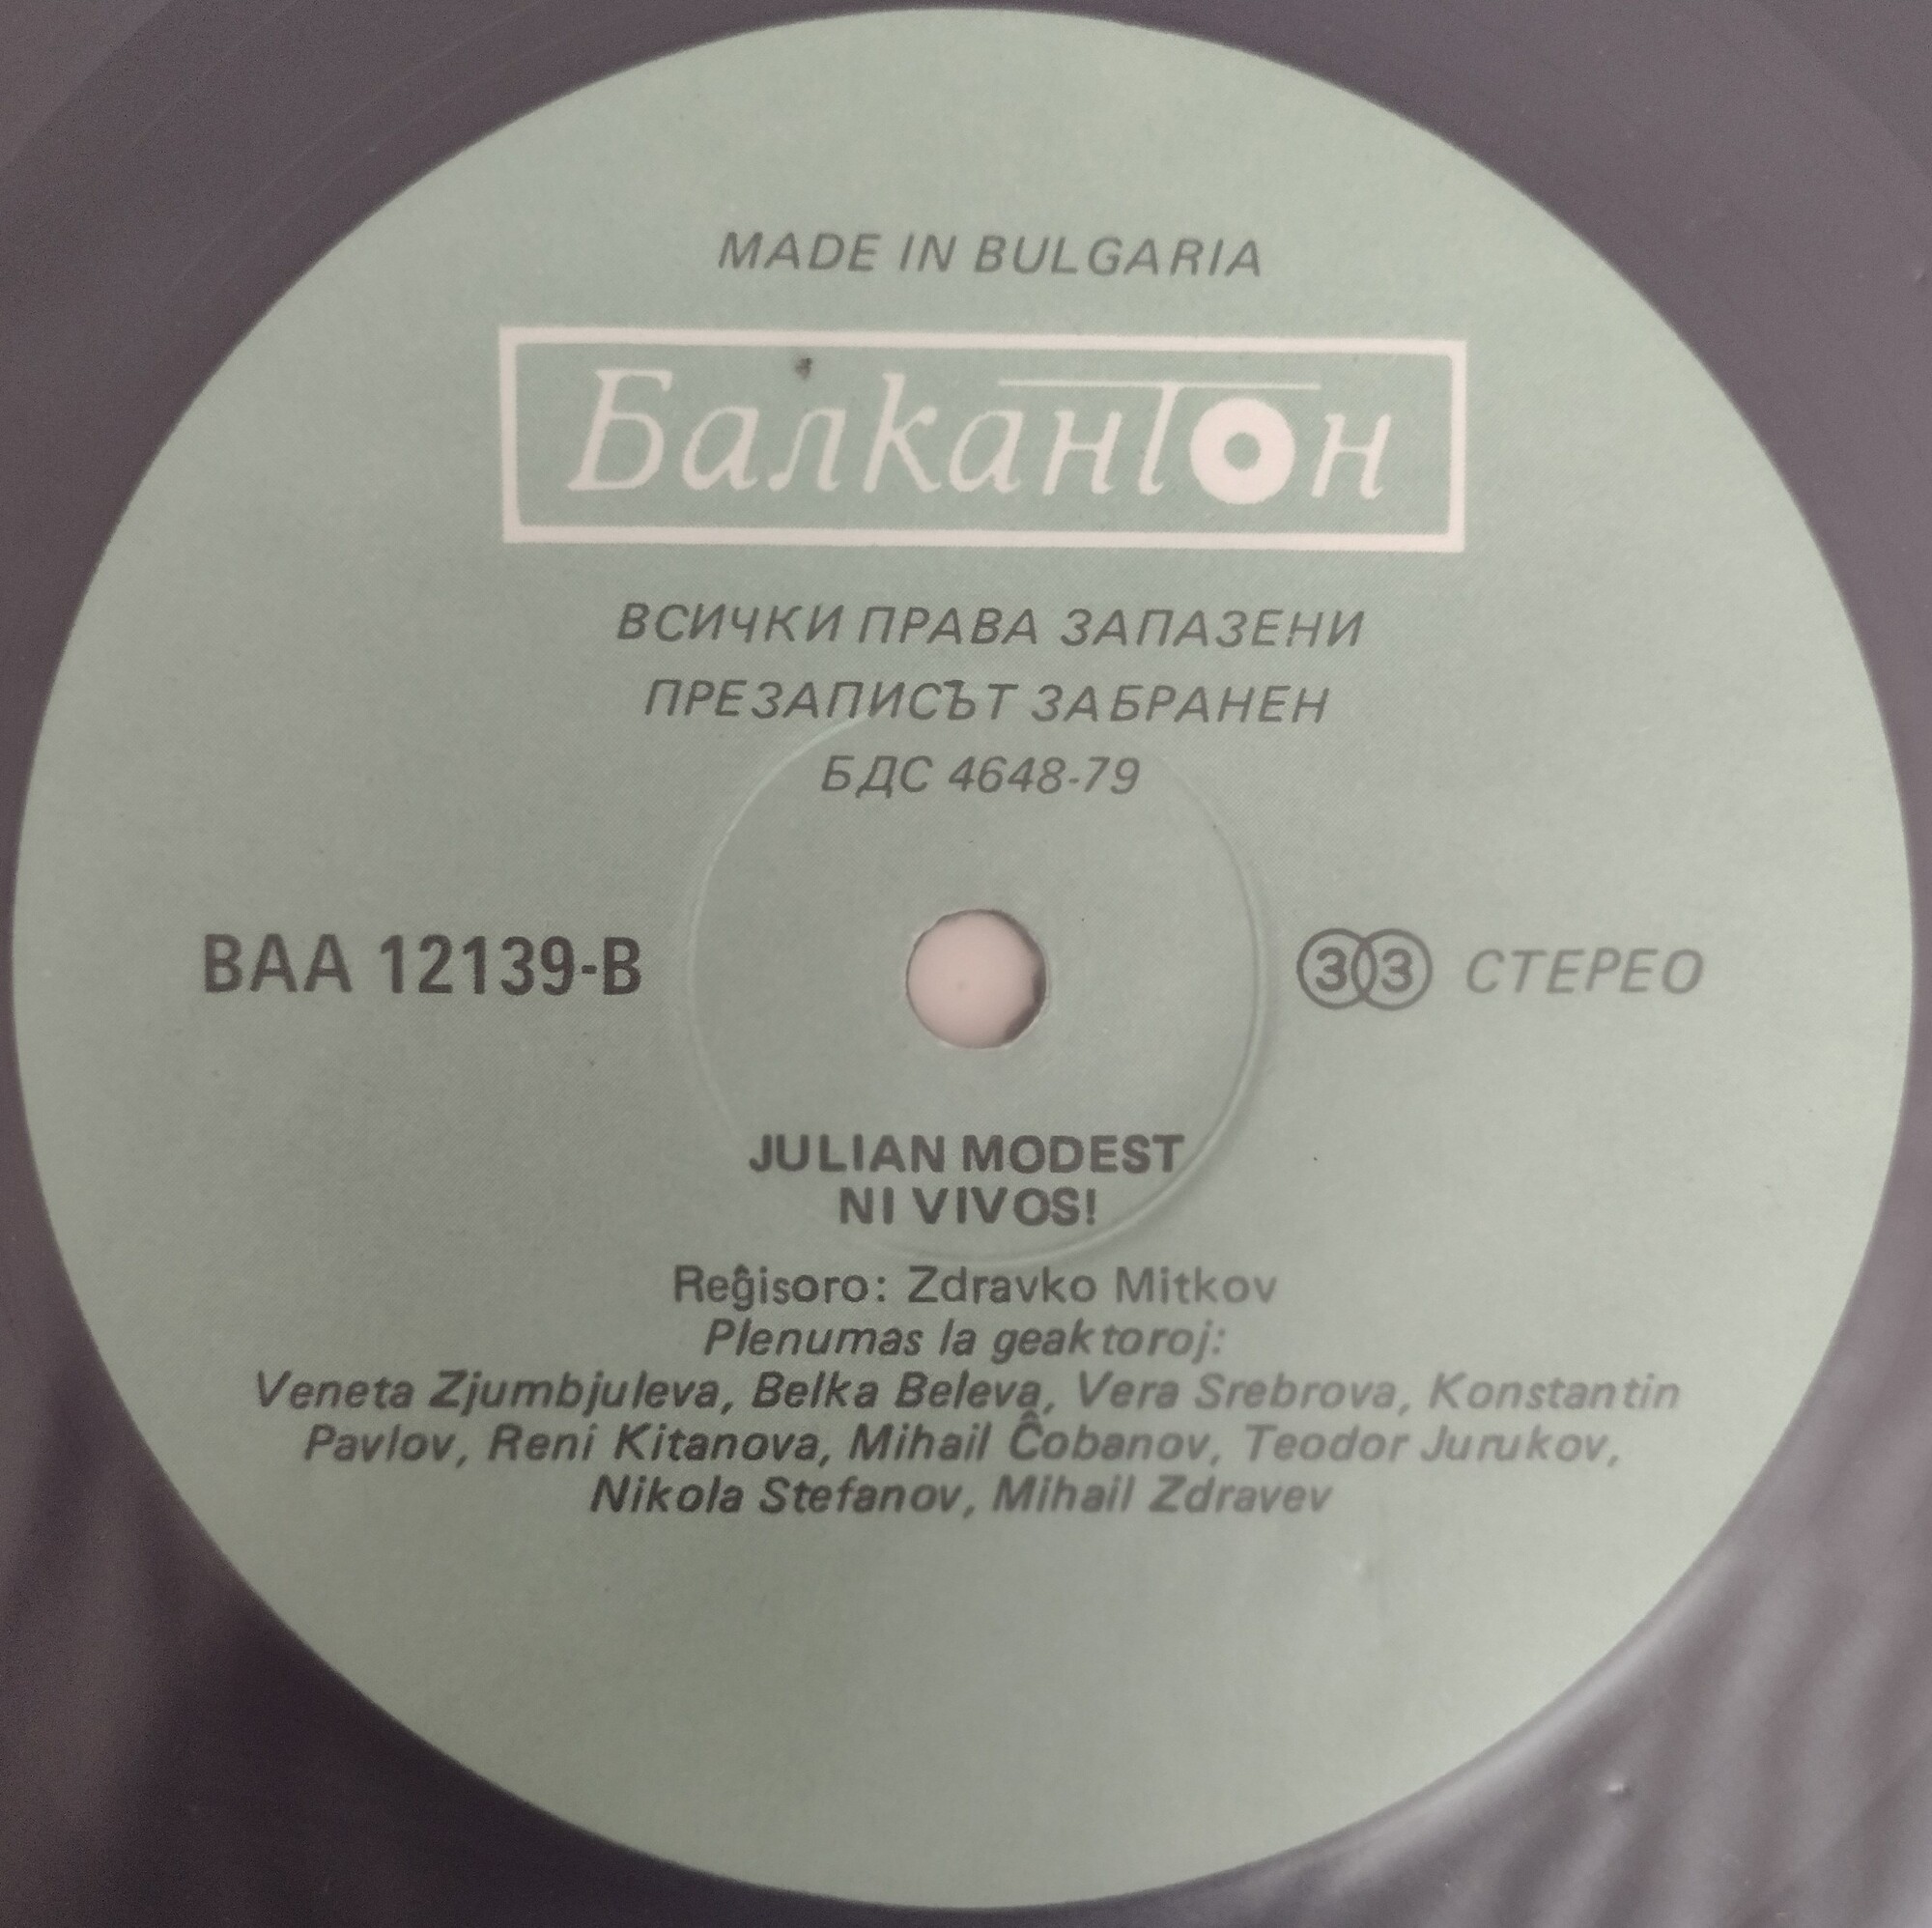 MADE IN BULGARIA
Балкантон
ВСИЧКИ ПРАВА ЗАПАЗЕНИ
ПРЕЗАПИСЪТ ЗАБРАНЕН
БДС 4648-79
ВАА 12139-В
33 СТЕРЕО
JULIAN MODEST
NI VIVOS!
Reĝisoro: Zdravko Mitkov
Plenumas la geaktoroj:
Veneta Zjumbjuleva, Belka Beleva, Vera Srebrova, Konstantin
Pavlov, Reni Kitanova, Mihail Ĉobanov, Teodor Jurukov,
Nikola Stefanov, Mihail Zdravev